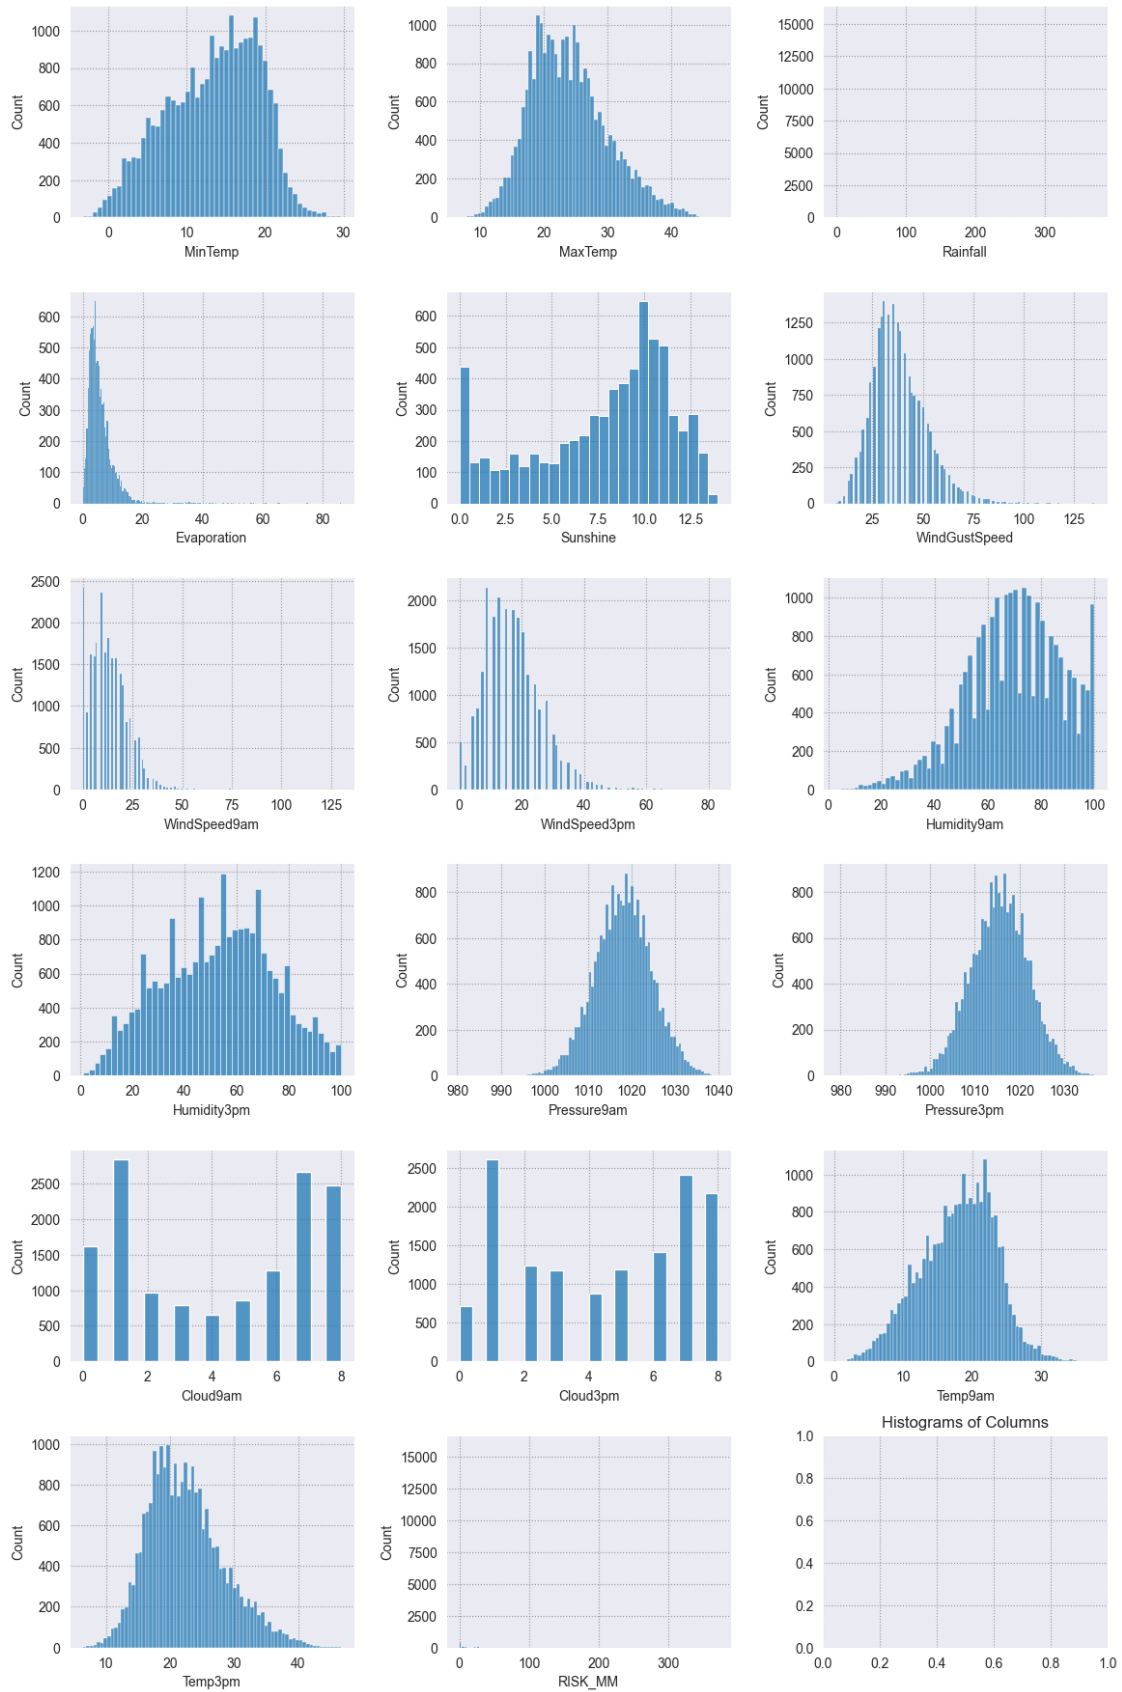 1000
800
600
400
200
0
Count
0 10 20 30
MinTemp
1000
800
600
400
200
0
Count
10 20 30 40
MaxTemp
15000
12500
10000
7500
5000
2500
0
Count
0 100 200 300
Rainfall
600
500
400
300
200
100
0
Count
0 20 40 60 80
Evaporation
600
500
400
300
200
100
0
Count
0.0 2.5 5.0 7.5 10.0 12.5
Sunshine
1250
1000
750
500
250
0
Count
25 50 75 100 125
WindGustSpeed
2500
2000
1500
1000
500
0
Count
0 25 50 75 100 125
WindSpeed9am
2000
1500
1000
500
0
Count
0 20 40 60 80
WindSpeed3pm
1000
800
600
400
200
0
Count
0 20 40 60 80 100
Humidity9am
1200
1000
800
600
400
200
0
Count
0 20 40 60 80 100
Humidity3pm
800
600
400
200
0
Count
980 990 1000 1010 1020 1030 1040
Pressure9am
800
600
400
200
0
Count
980 990 1000 1010 1020 1030
Pressure3pm
2500
2000
1500
1000
500
0
Count
0 2 4 6 8
Cloud9am
2500
2000
1500
1000
500
0
Count
0 2 4 6 8
Cloud3pm
1000
800
600
400
200
0
Count
0 10 20 30
Temp9am
1000
800
600
400
200
0
Count
10 20 30 40
Temp3pm
15000
12500
10000
7500
5000
2500
0
Count
0 100 200 300
RISK_MM
Histograms of Columns
1.0
0.8
0.6
0.4
0.2
0.0
0.0 0.2 0.4 0.6 0.8 1.0